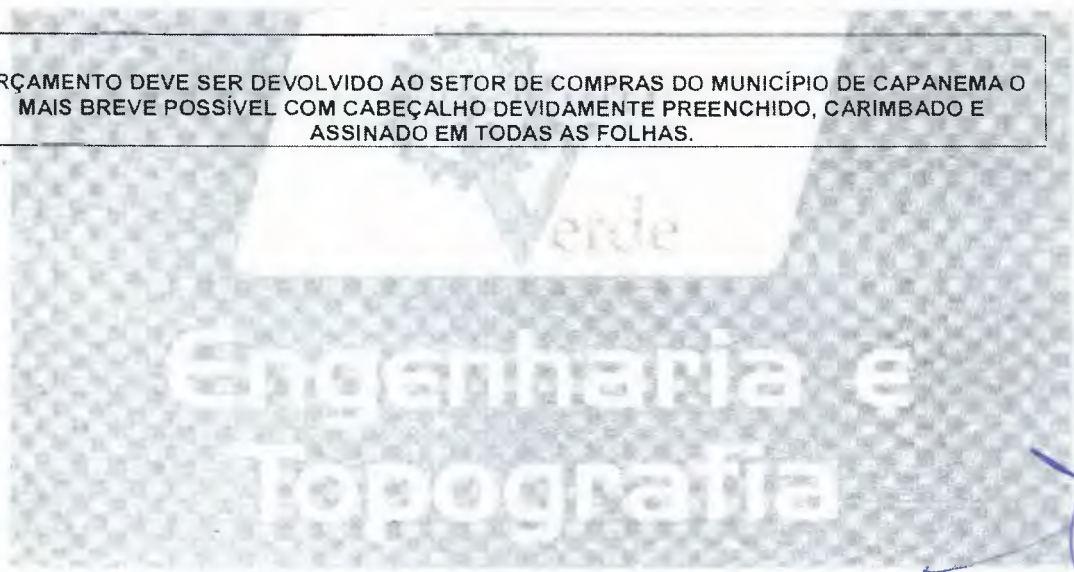 RÇAMENTO DEVE SER DEVOLVIDO AO SETOR DE COMPRAS DO MUNICÍPIO DE CAPANEMA O
MAIS BREVE POSSÍVEL COM CABEÇALHO DEVIDAMENTE PREENCHIDO, CARIMBADO E
ASSINADO EM TODAS AS FOLHAS.
Verde
Engenharia e
Topografia